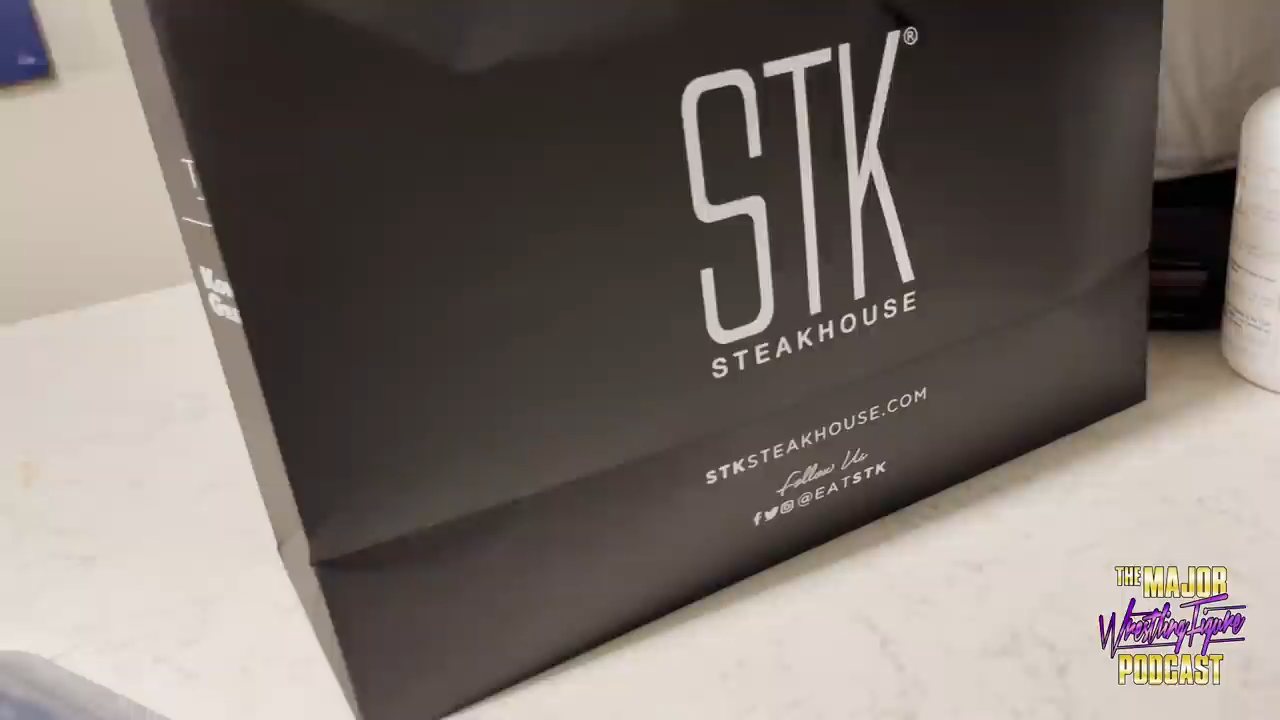 STK®
STEAKHOUSE
STKSTEAKHOUSE.COM
Follow Us
@EATSTK
THE MAJOR
Wrestling Figure
PODCAST